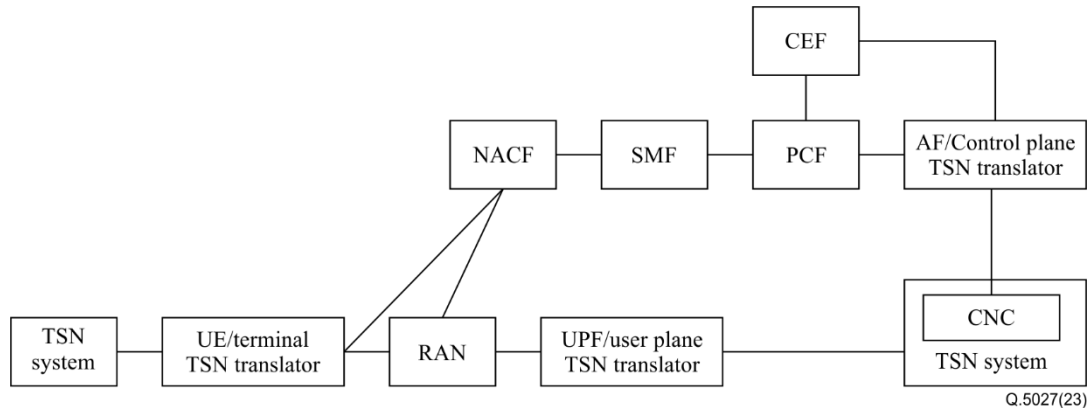 CEF
NACF
SMF
PCF
AF/Control plane
TSN translator
TSN
system
UE/terminal
TSN translator
RAN
UPF/user plane
TSN translator
CNC
TSN system
Q.5027(23)